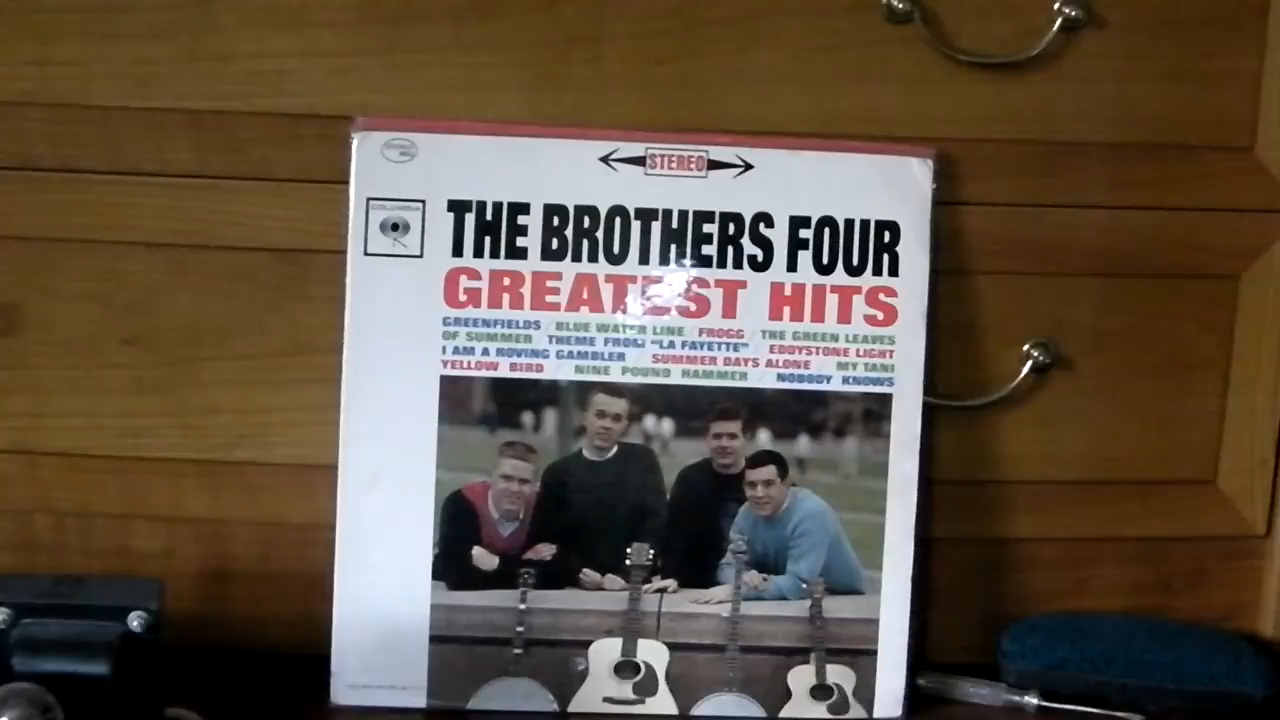 STEREO
THE BROTHERS FOUR
GREATEST HITS
GREENFIELDS / BLUE WATER LINE / FROGG / THE GREEN LEAVES
OF SUMMER / THEME FROM "LA FAYETTE" / EDDYSTONE LIGHT
I AM A ROVING GAMBLER / SUMMER DAYS ALONE / MY TANI
YELLOW BIRD / NINE POUND HAMMER / NOBODY KNOWS